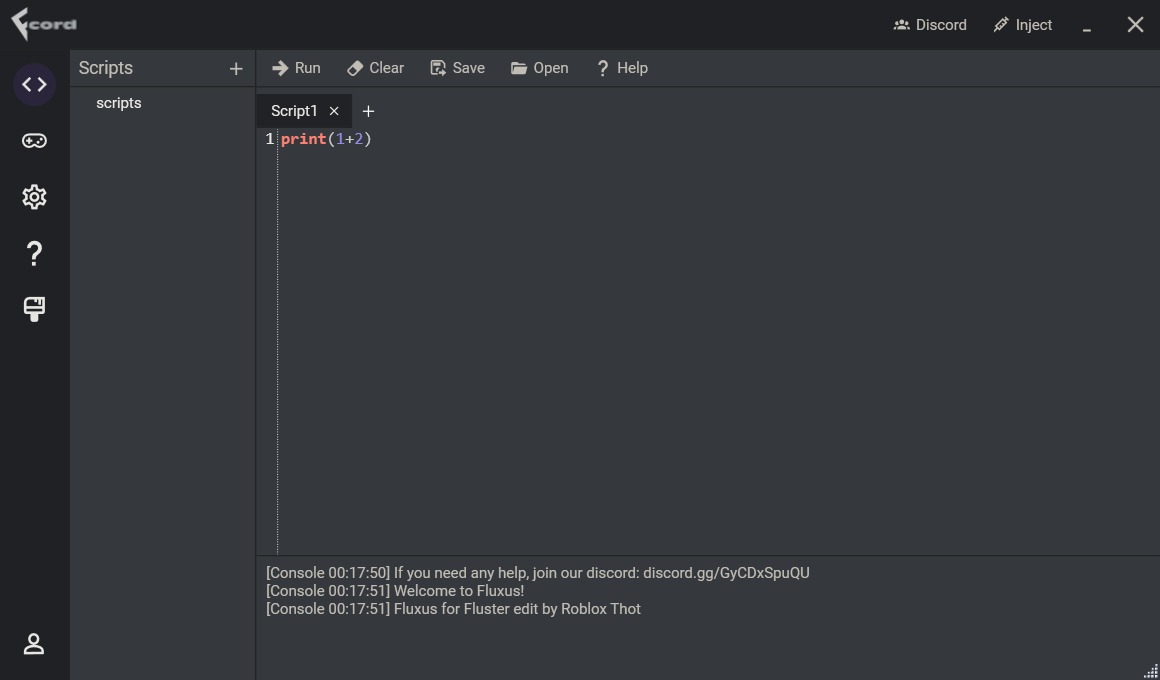 Fcord
Discord
Inject
Scripts +
Run
Clear
Save
Open
? Help
scripts
Script1 × +
1 print(1+2)
[Console 00:17:50] If you need any help, join our discord: discord.gg/GyCDxSpuQU
[Console 00:17:51] Welcome to Fluxus!
[Console 00:17:51] Fluxus for Fluster edit by Roblox Thot